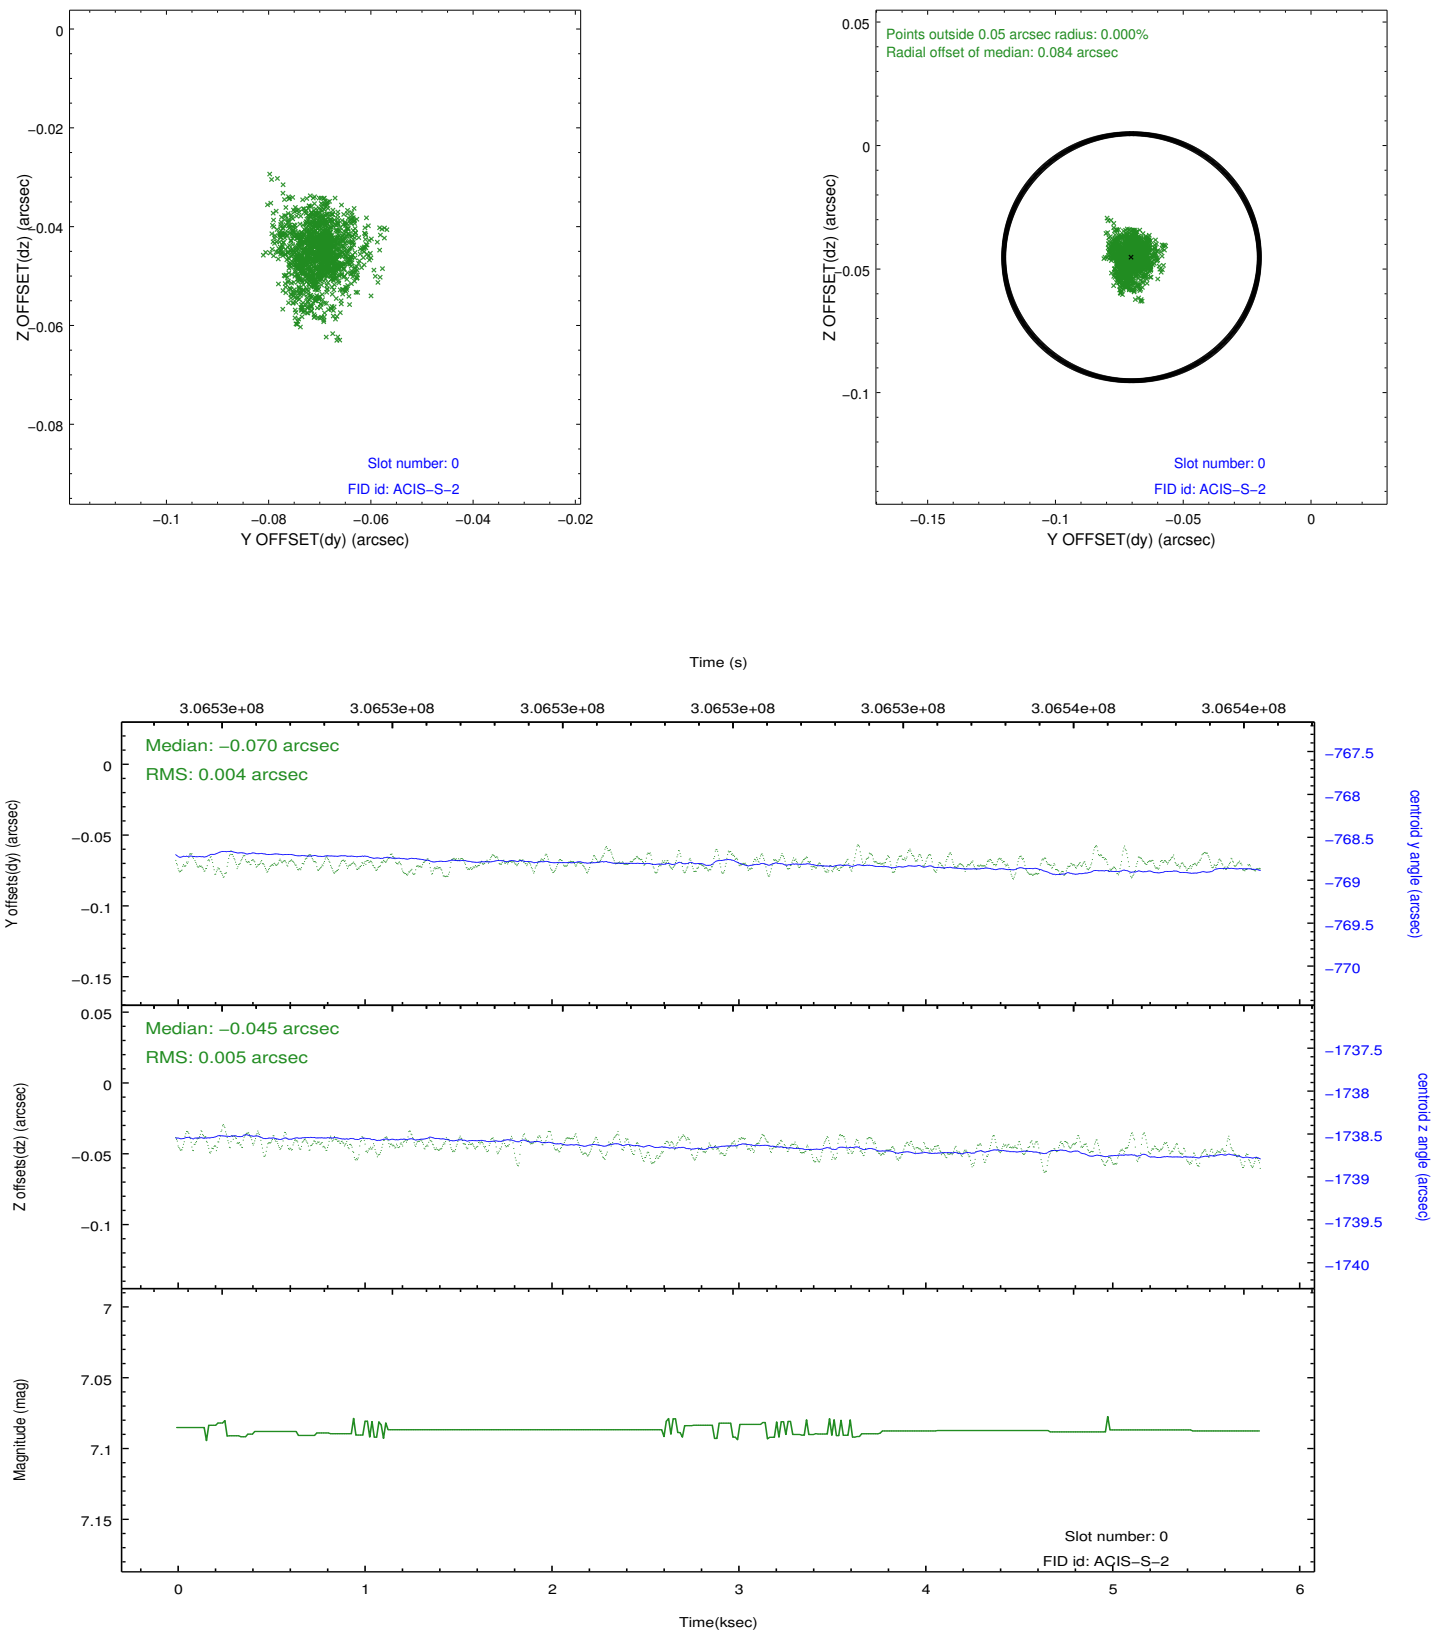 0
−0.02
−0.04
−0.06
−0.08
Z OFFSET(dz) (arcsec)
Slot number: 0
FID id: ACIS−S−2
−0.1 −0.08 −0.06 −0.04 −0.02
Y OFFSET(dy) (arcsec)
Points outside 0.05 arcsec radius: 0.000%
Radial offset of median: 0.084 arcsec
0.05
0
−0.05
−0.1
Z OFFSET(dz) (arcsec)
Slot number: 0
FID id: ACIS−S−2
−0.15 −0.1 −0.05 0
Y OFFSET(dy) (arcsec)
Time (s)
3.0653e+08 3.0653e+08 3.0653e+08 3.0653e+08 3.0653e+08 3.0654e+08 3.0654e+08
Median: −0.070 arcsec
RMS: 0.004 arcsec
0
−0.05
−0.1
−0.15
Y offsets(dy) (arcsec)
−767.5
−768
−768.5
−769
−769.5
−770
centroid y angle (arcsec)
Median: −0.045 arcsec
RMS: 0.005 arcsec
0.05
0
−0.05
−0.1
Z offsets(dz) (arcsec)
−1737.5
−1738
−1738.5
−1739
−1739.5
−1740
centroid z angle (arcsec)
7
7.05
7.1
7.15
Magnitude (mag)
Slot number: 0
FID id: ACIS−S−2
0 1 2 3 4 5 6
Time(ksec)